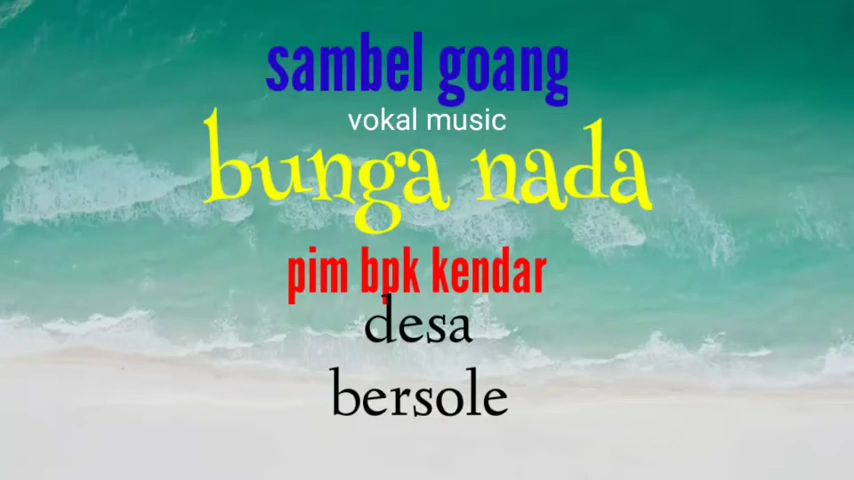 sambel goang
vokal music
bunga nada
pim bpk kendar
desa
bersole